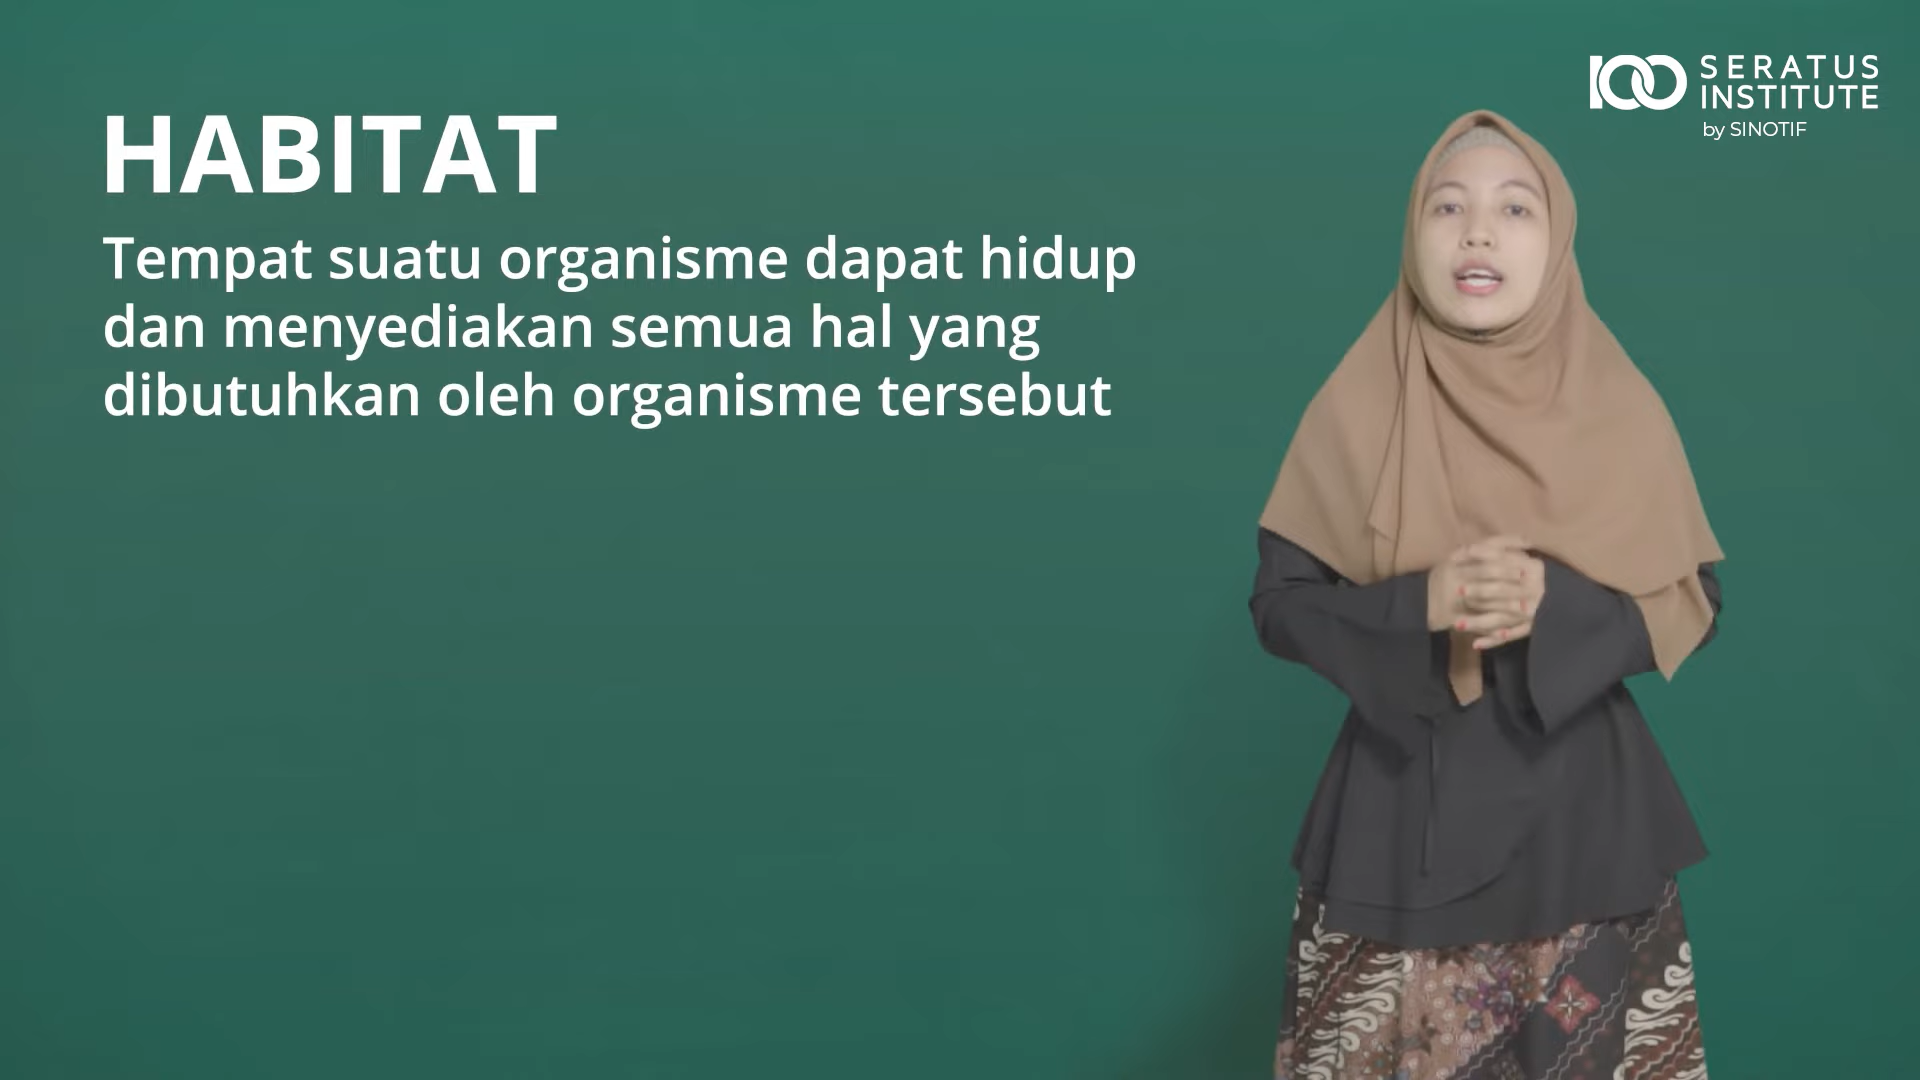 HABITAT
Tempat suatu organisme dapat hidup
dan menyediakan semua hal yang
dibutuhkan oleh organisme tersebut
100 SERATUS
INSTITUTE
by SINOTIF